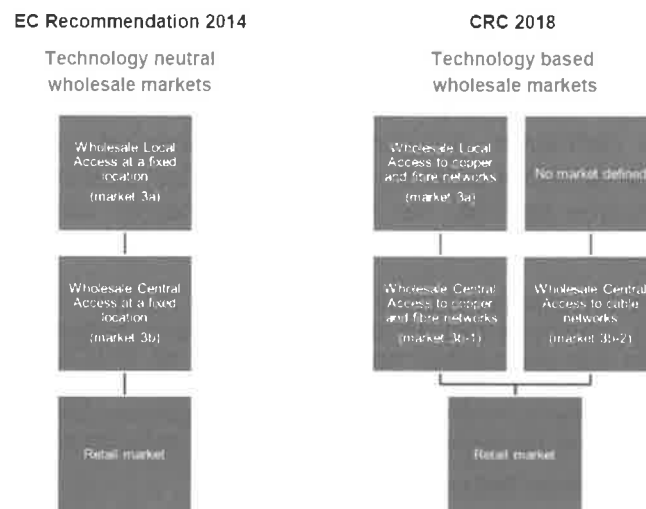 EC Recommendation 2014
Technology neutral
wholesale markets
Wholesale Local
Access at a fixed
location
(market 3a)
Wholesale Central
Access at a fixed
location
(market 3b)
Retail market
CRC 2018
Technology based
wholesale markets
Wholesale Local
Access to copper
and fibre networks
(market 3a)
No market defined
Wholesale Central
Access to copper
and fibre networks
(market 3b-1)
Wholesale Central
Access to cable
networks
(market 3b-2)
Retail market